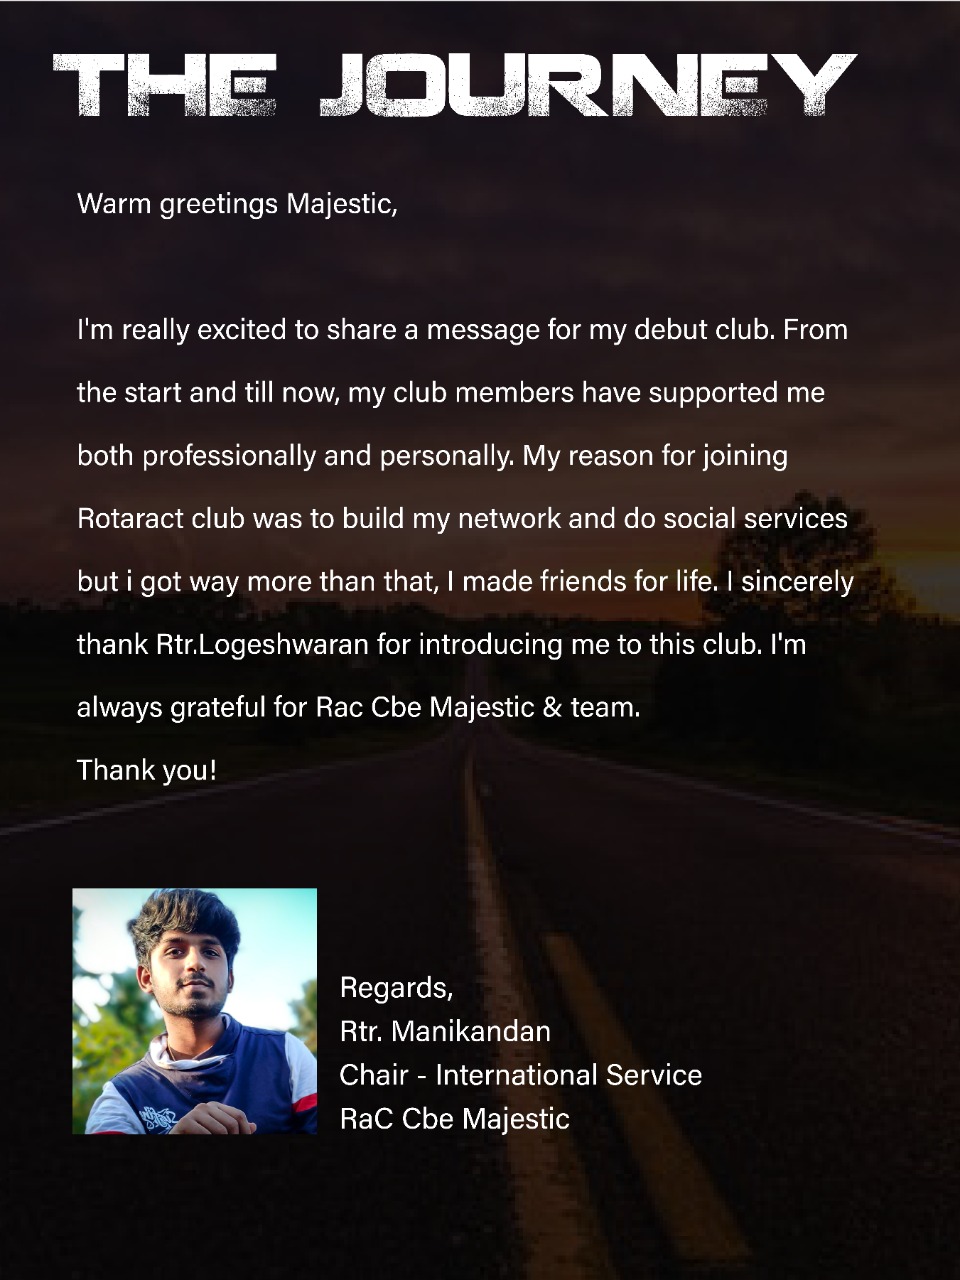 THE JOURNEY
Warm greetings Majestic,
I'm really excited to share a message for my debut club. From
the start and till now, my club members have supported me
both professionally and personally. My reason for joining
Rotaract club was to build my network and do social services
but i got way more than that, I made friends for life. I sincerely
thank Rtr.Logeshwaran for introducing me to this club. I'm
always grateful for Rac Cbe Majestic & team.
Thank you!
Regards,
Rtr. Manikandan
Chair - International Service
RaC Cbe Majestic